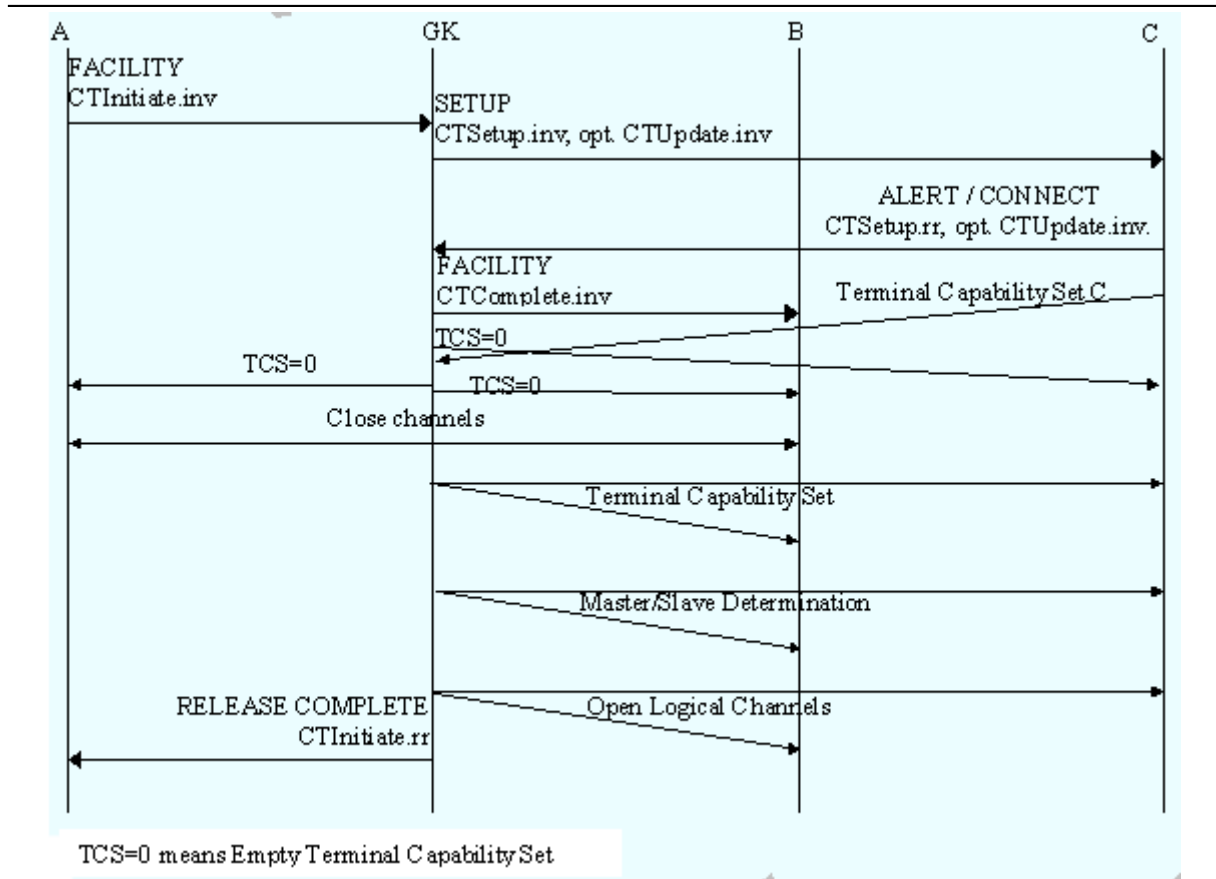 A GK B C
FACILITY
CTInitiate.inv
SETUP
CTSetup.inv, opt. CTUpdate.inv
ALERT / CONNECT
CTSetup.rr, opt. CTUpdate.inv.
FACILITY
CTComplete.inv
Terminal Capability Set C
TCS=0
TCS=0
TCS=0
Close channels
Terminal Capability Set
Master/Slave Determination
RELEASE COMPLETE
CTInitiate.rr
Open Logical Channels
TCS=0 means Empty Terminal Capability Set